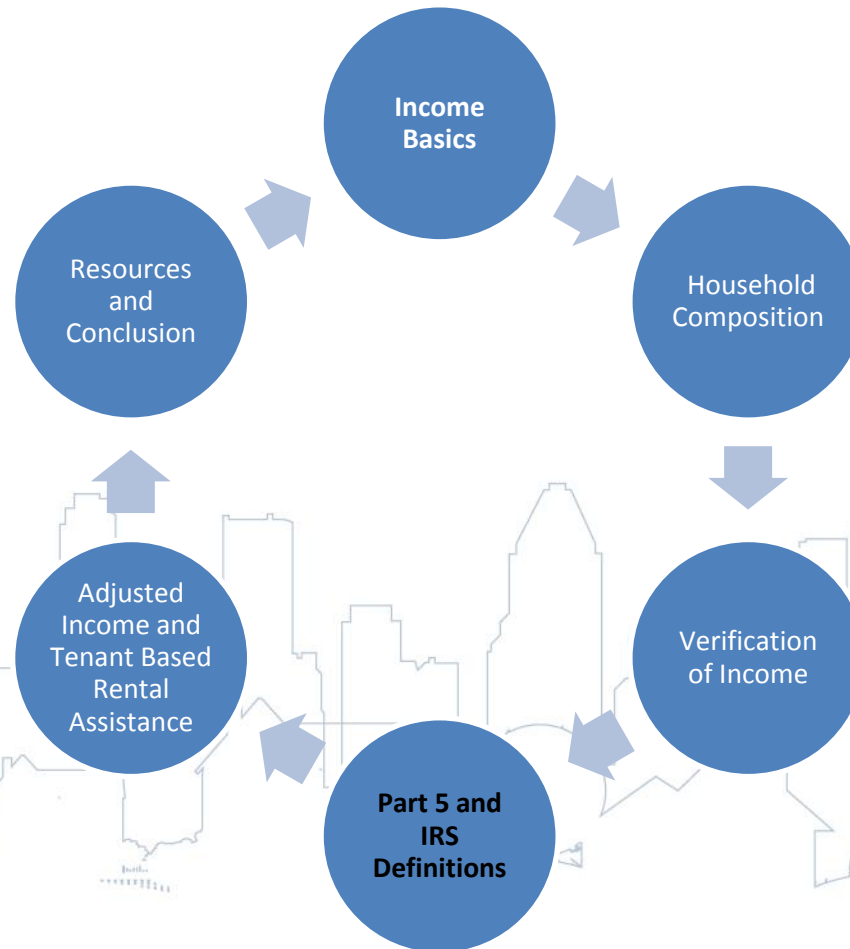 Income
Basics
Household
Composition
Verification
of Income
Part 5 and
IRS
Definitions
Adjusted
Income and
Tenant Based
Rental
Assistance
Resources
and
Conclusion